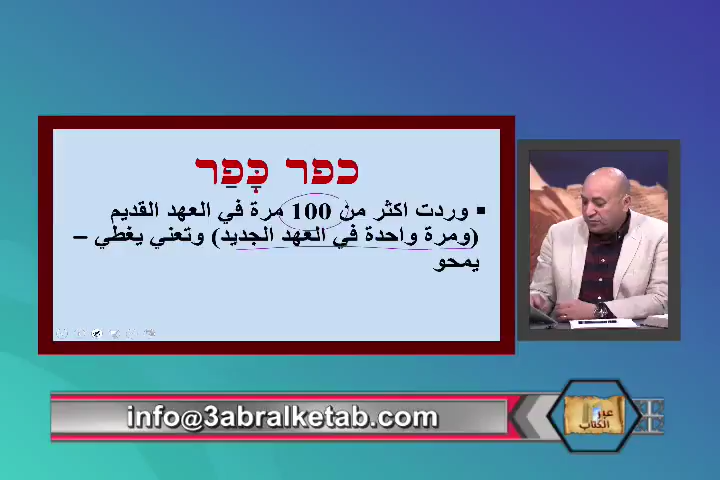 כפר כָּפַר
▪ وردت اكثر من 100 مرة في العهد القديم
(ومرة واحدة في العهد الجديد) وتعني يغطي –
يمحو
info@3abralketab.com
عبر
الكتاب